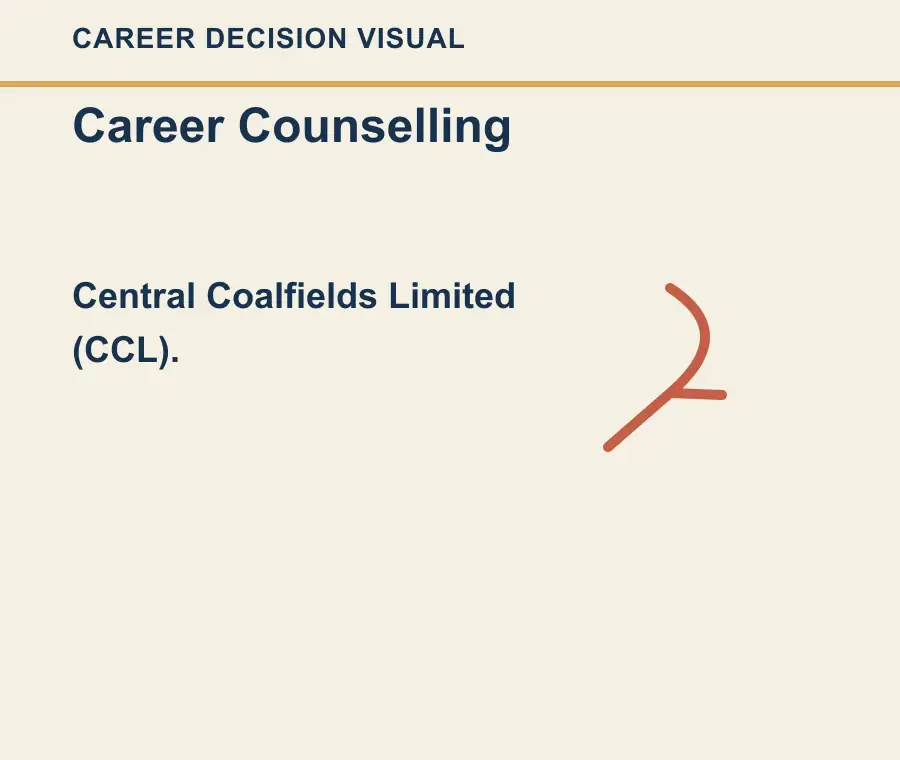 CAREER DECISION VISUAL
Career Counselling
Central Coalfields Limited
(CCL).